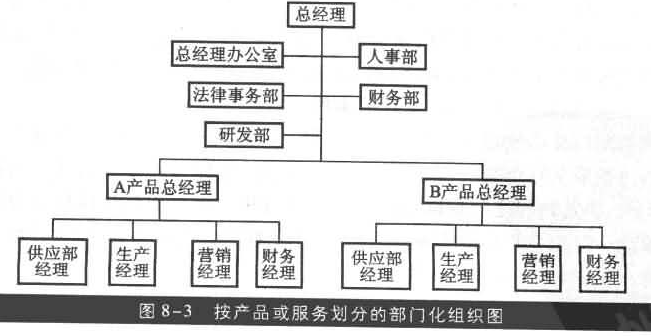 总经理
总经理办公室
人事部
法律事务部
财务部
研发部
A产品总经理
B产品总经理
供应部
经理
生产
经理
营销
经理
财务
经理
供应部
经理
生产
经理
营销
经理
财务
经理
图 8-3 按产品或服务划分的部门化组织图